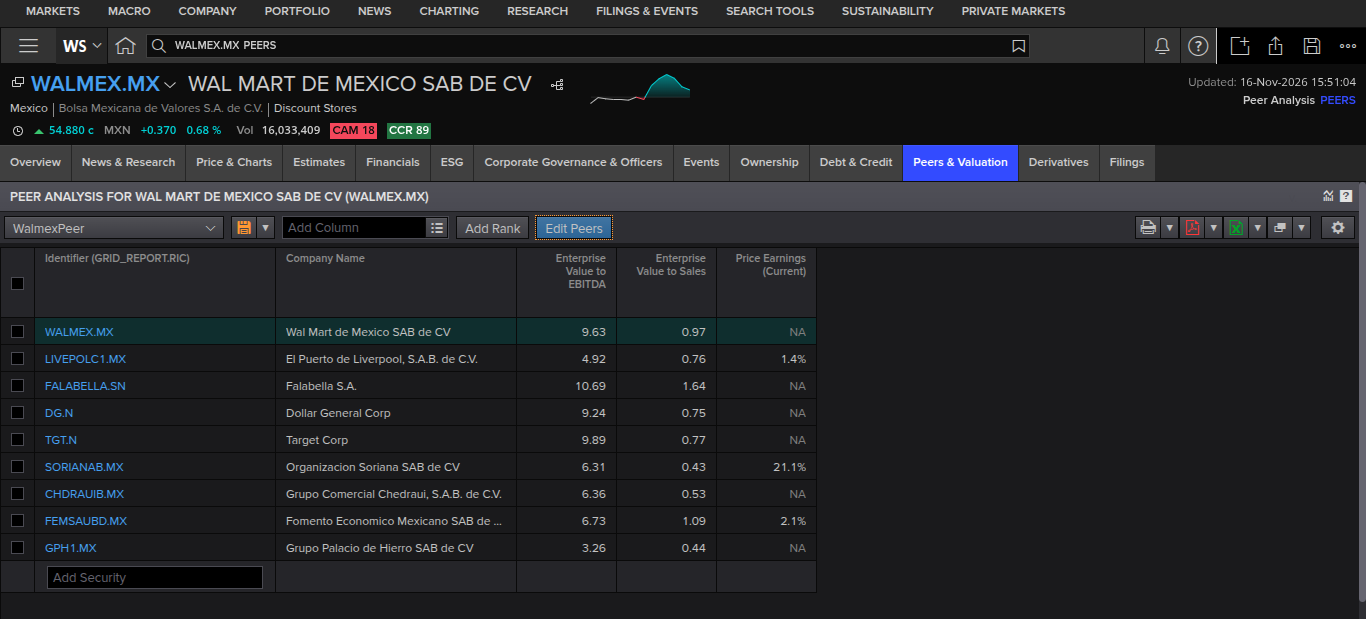 MARKETS MACRO COMPANY PORTFOLIO NEWS CHARTING RESEARCH FILINGS & EVENTS SEARCH TOOLS SUSTAINABILITY PRIVATE MARKETS
WS WALMEX.MX PEERS ?
WALMEX.MX WAL MART DE MEXICO SAB DE CV
Updated: 16-Nov-2026 15:51:04
Mexico | Bolsa Mexicana de Valores S.A. de C.V. | Discount Stores
Peer Analysis PEERS
54.880 c MXN +0.370 0.68 % Vol 16,033,409 CAM 18 CCR 89
Overview News & Research Price & Charts Estimates Financials ESG Corporate Governance & Officers Events Ownership Debt & Credit Peers & Valuation Derivatives Filings
PEER ANALYSIS FOR WAL MART DE MEXICO SAB DE CV (WALMEX.MX) ?
WalmexPeer Add Column Add Rank Edit Peers
Identifier (GRID_REPORT.RIC) Company Name Enterprise Enterprise Price Earnings
Value to Value to Sales (Current)
EBITDA
WALMEX.MX Wal Mart de Mexico SAB de CV 9.63 0.97 NA
LIVEPOLC1.MX El Puerto de Liverpool, S.A.B. de C.V. 4.92 0.76 1.4%
FALABELLA.SN Falabella S.A. 10.69 1.64 NA
DG.N Dollar General Corp 9.24 0.75 NA
TGT.N Target Corp 9.89 0.77 NA
SORIANAB.MX Organizacion Soriana SAB de CV 6.31 0.43 21.1%
CHDRAUIB.MX Grupo Comercial Chedraui, S.A.B. de C.V. 6.36 0.53 NA
FEMSAUBD.MX Fomento Economico Mexicano SAB de ... 6.73 1.09 2.1%
GPH1.MX Grupo Palacio de Hierro SAB de CV 3.26 0.44 NA
Add Security